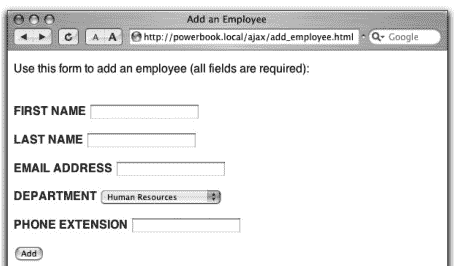 Add an Employee
A A http://powerbook.local/ajax/add_employee.html Google
Use this form to add an employee (all fields are required):
FIRST NAME
LAST NAME
EMAIL ADDRESS
DEPARTMENT Human Resources
PHONE EXTENSION
Add